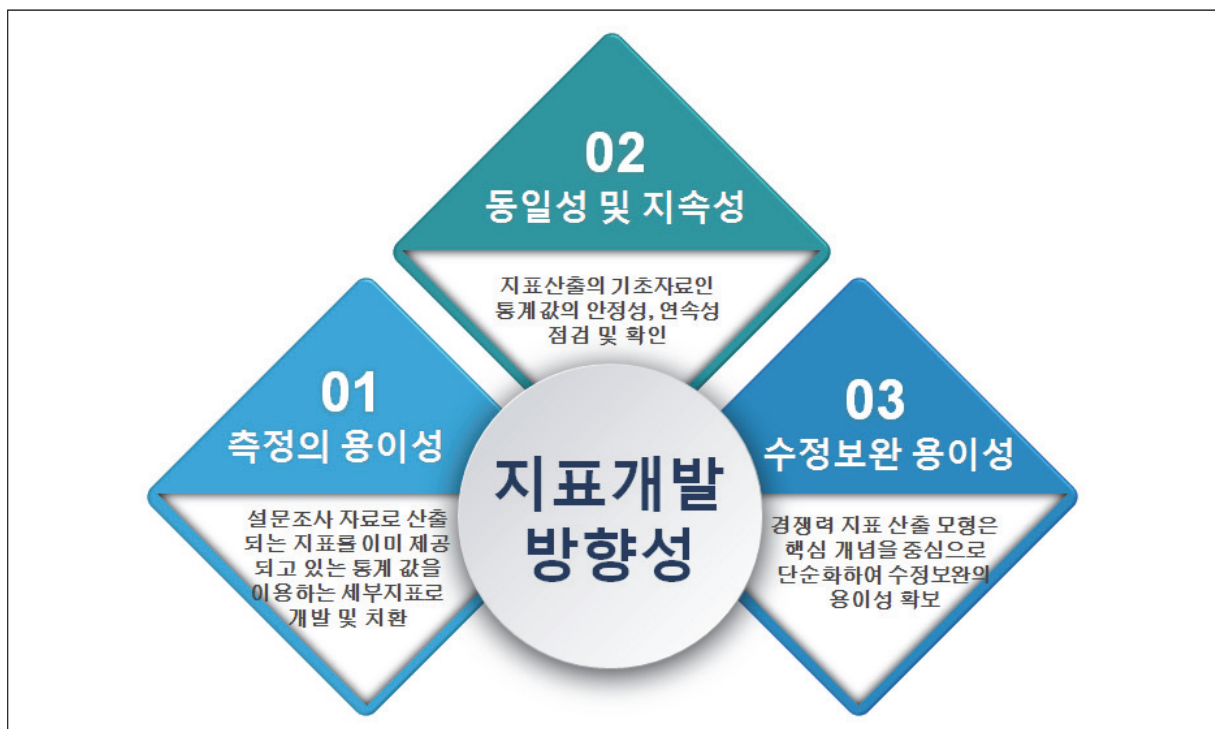 01
측정의 용이성
설문조사 자료로 산출
되는 지표를 이미 제공
되고 있는 통계 값을
이용하는 세부지표로
개발 및 치환
02
동일성 및 지속성
지표산출의 기초자료인
통계값의 안정성, 연속성
점검 및 확인
03
수정보완 용이성
경쟁력 지표 산출 모형은
핵심 개념을 중심으로
단순화하여 수정보완의
용이성 확보
지표개발
방향성